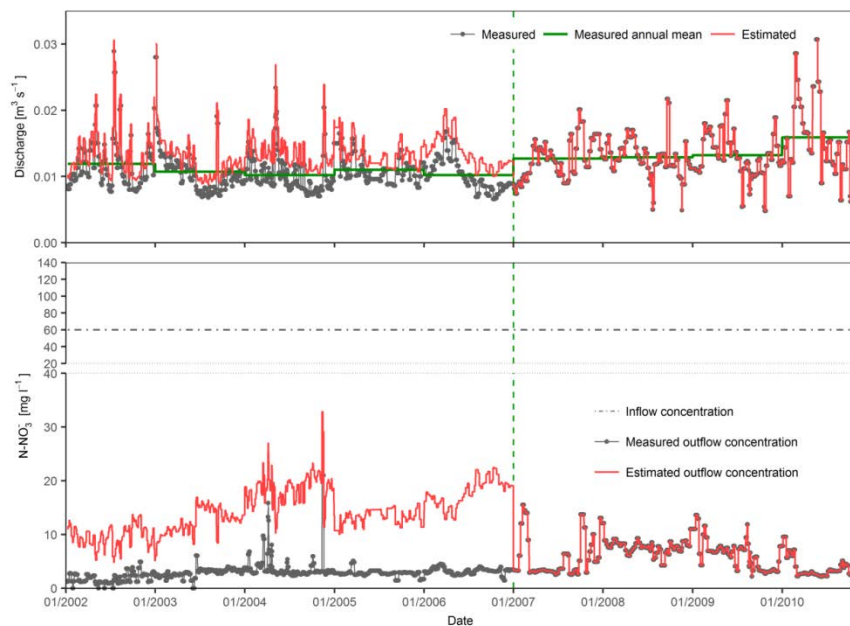 Measured Measured annual mean Estimated
0.03
0.02
0.01
0.00
Discharge [m³ s⁻¹]
140
120
100
80
60
40
20
40
30
20
10
0
N-NO₃⁻ [mg l⁻¹]
Inflow concentration
Measured outflow concentration
Estimated outflow concentration
01/2002 01/2003 01/2004 01/2005 01/2006 01/2007 01/2008 01/2009 01/2010
Date